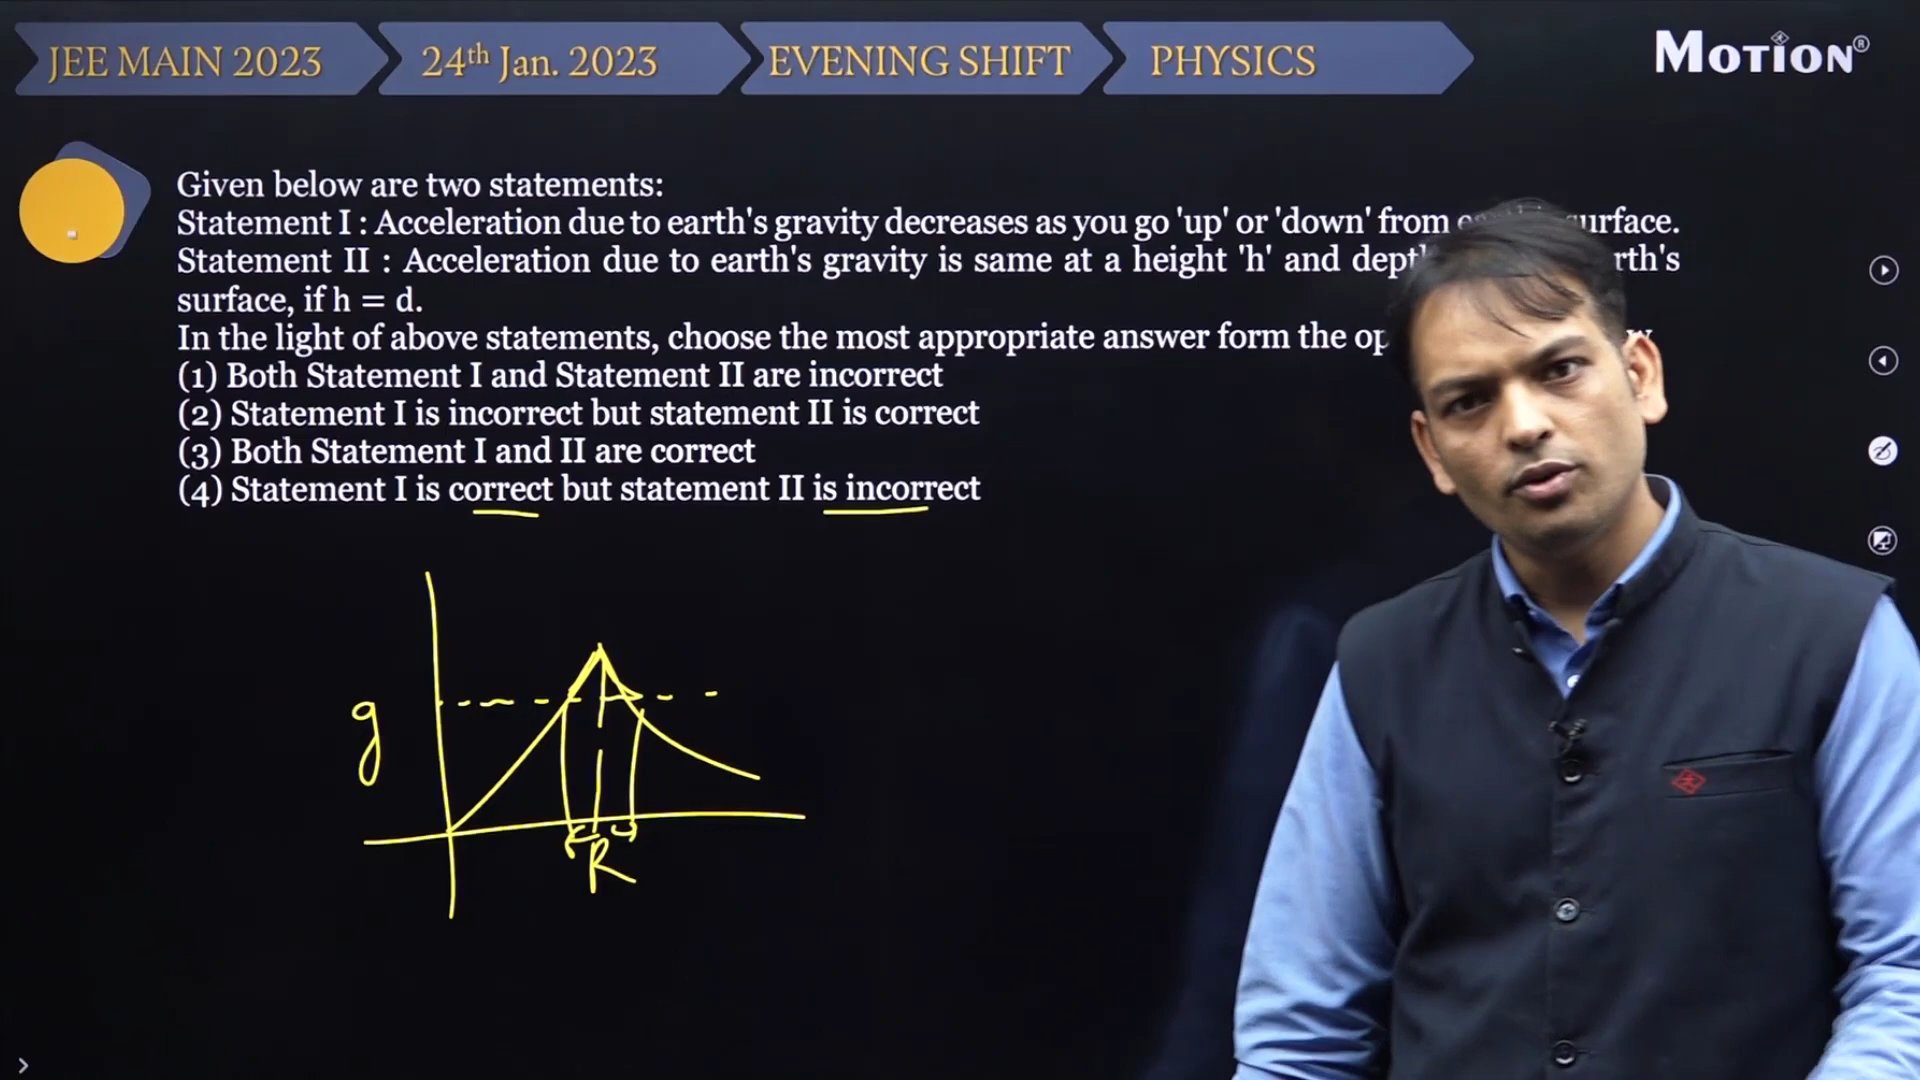 JEE MAIN 2023
24th Jan. 2023
EVENING SHIFT
PHYSICS
MOTION®
Given below are two statements:
Statement I : Acceleration due to earth's gravity decreases as you go 'up' or 'down' from surface.
Statement II : Acceleration due to earth's gravity is same at a height 'h' and
surface, if h = d.
In the light of above statements, choose the most appropriate answer form the
(1) Both Statement I and Statement II are incorrect
(2) Statement I is incorrect but statement II is correct
(3) Both Statement I and II are correct
(4) Statement I is correct but statement II is incorrect
g
R